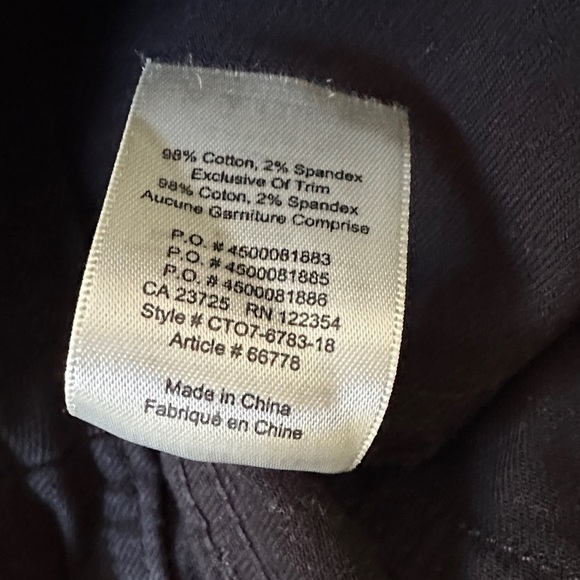 98% Cotton, 2% Spandex
Exclusive Of Trim
98% Coton, 2% Spandex
Aucune Garniture Comprise
P.O. # 4500081883
P.O. # 4500081885
P.O. # 4500081886
CA 23725 RN 122354
Style # CTO7-6783-18
Article # 66778
Made in China
Fabriqué en Chine